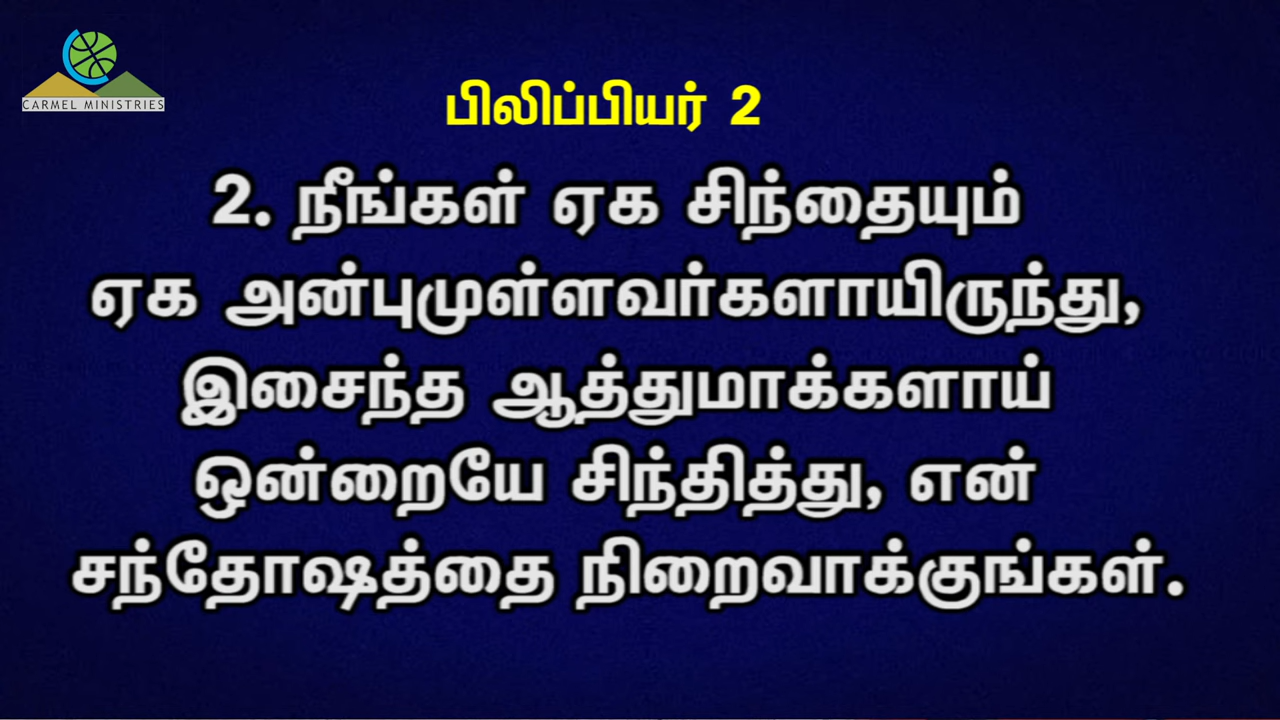 CARMEL MINISTRIES
பிலிப்பியர் 2
2. நீங்கள் ஏக சிந்தையும்
ஏக அன்புமுள்ளவர்களாயிருந்து,
இசைந்த ஆத்துமாக்களாய்
ஒன்றையே சிந்தித்து, என்
சந்தோஷத்தை நிறைவாக்குங்கள்.